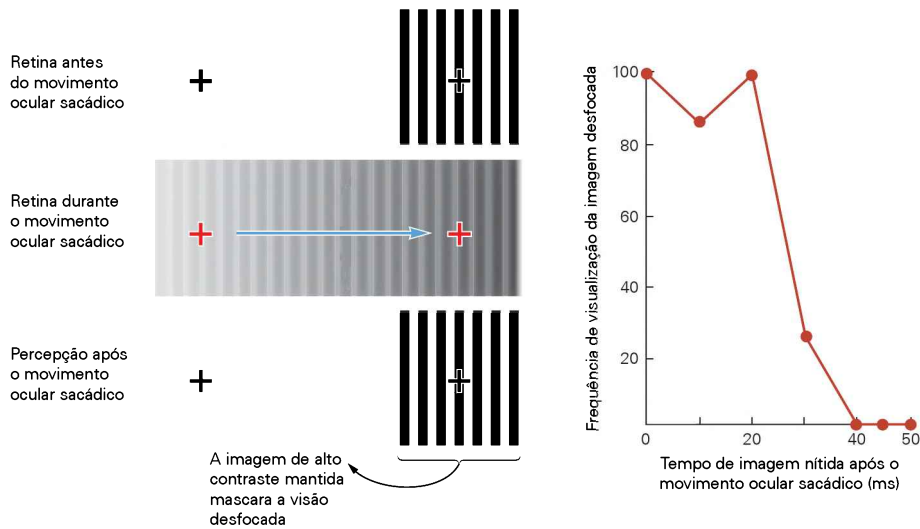 Retina antes
do movimento
ocular sacádico
Retina durante
o movimento
ocular sacádico
Percepção após
o movimento
ocular sacádico
A imagem de alto
contraste mantida
mascara a visão
desfocada
Frequência de visualização da imagem desfocada
100
80
60
40
20
0
20
40
50
Tempo de imagem nítida após o
movimento ocular sacádico (ms)